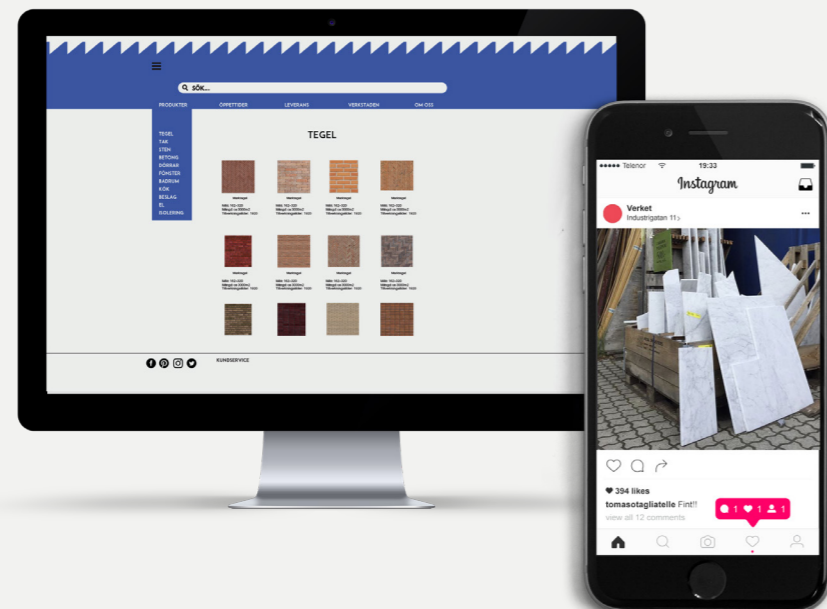 SÖK...
PRODUKTER
ÖPPETTIDER
LEVERANS
VERKSTADEN
OM OSS
TEGEL
TAK
STEN
BETONG
DÖRRAR
FÖNSTER
BADRUM
KÖK
BESLAG
EL
ISOLERING
TEGEL
KUNDSERVICE
Telenor
19:33
Instagram
Verket
Industrigatan 11 >
394 likes
tomasotagliatelle Fint!!
view all 12 comments
1 1 1